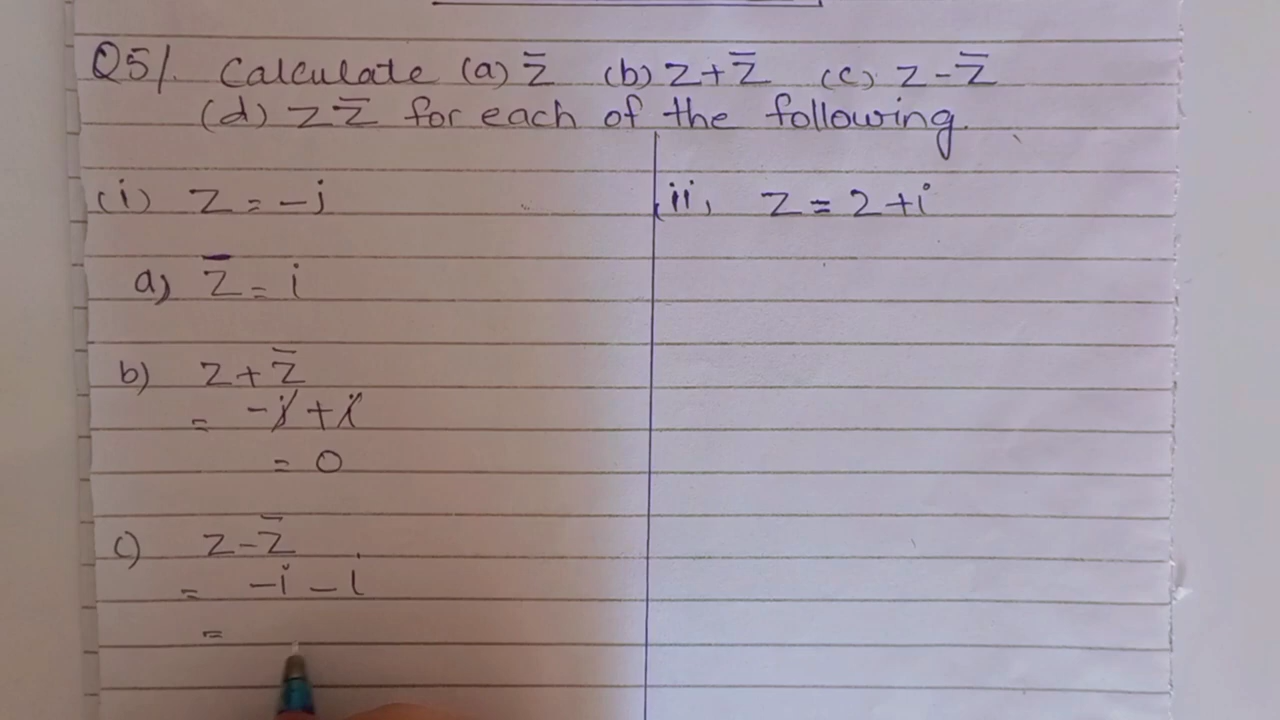 Q5/. Calculate (a) z̄ (b) z+z̄ (c) z-z̄
(d) zz̄ for each of the following.
(i) z = -i
a) z̄ = i
b) z+z̄
= -i+i
= 0
c) z-z̄
= -i-i
=
(ii) z = 2+i